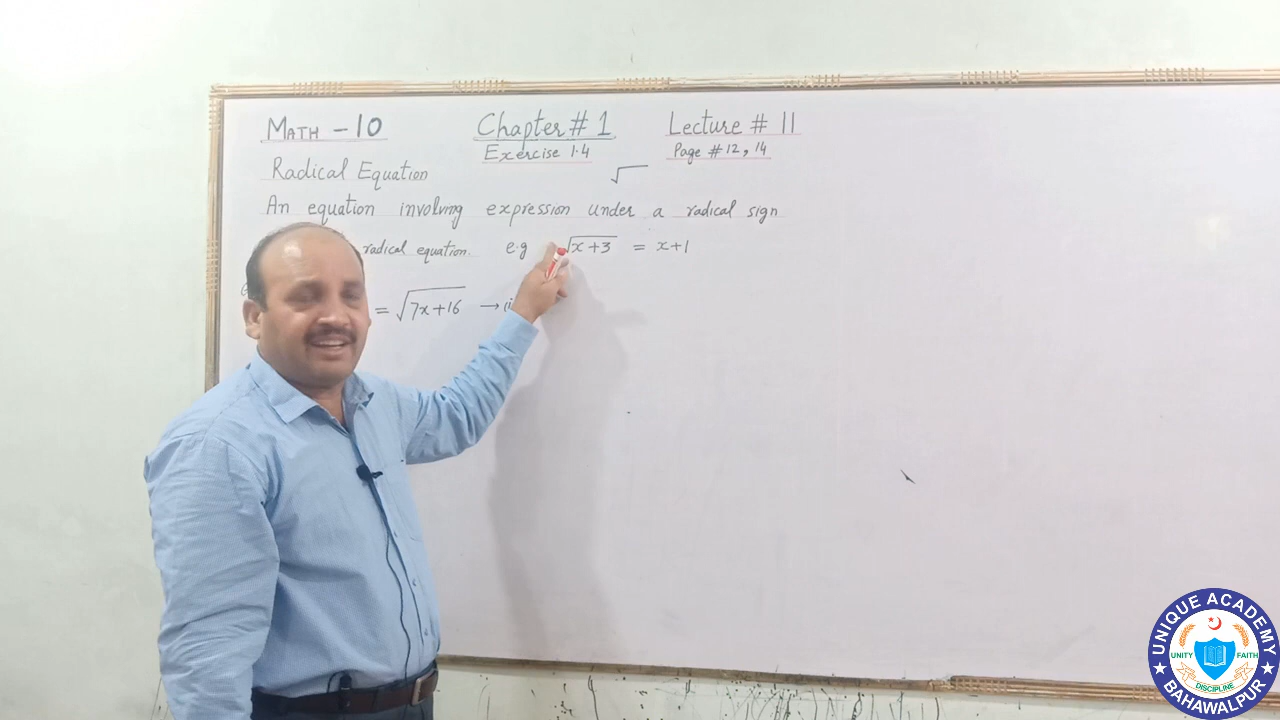 MATH - 10 Chapter # 1 Lecture # 11
Exercise 1.4 Page # 12, 14
Radical Equation √
An equation involving expression under a radical sign
radical equation. e.g √(x+3) = x+1
= √(7x+16) → (i
UNIQUE ACADEMY
UNITY FAITH
DISCIPLINE
BAHAWALPUR